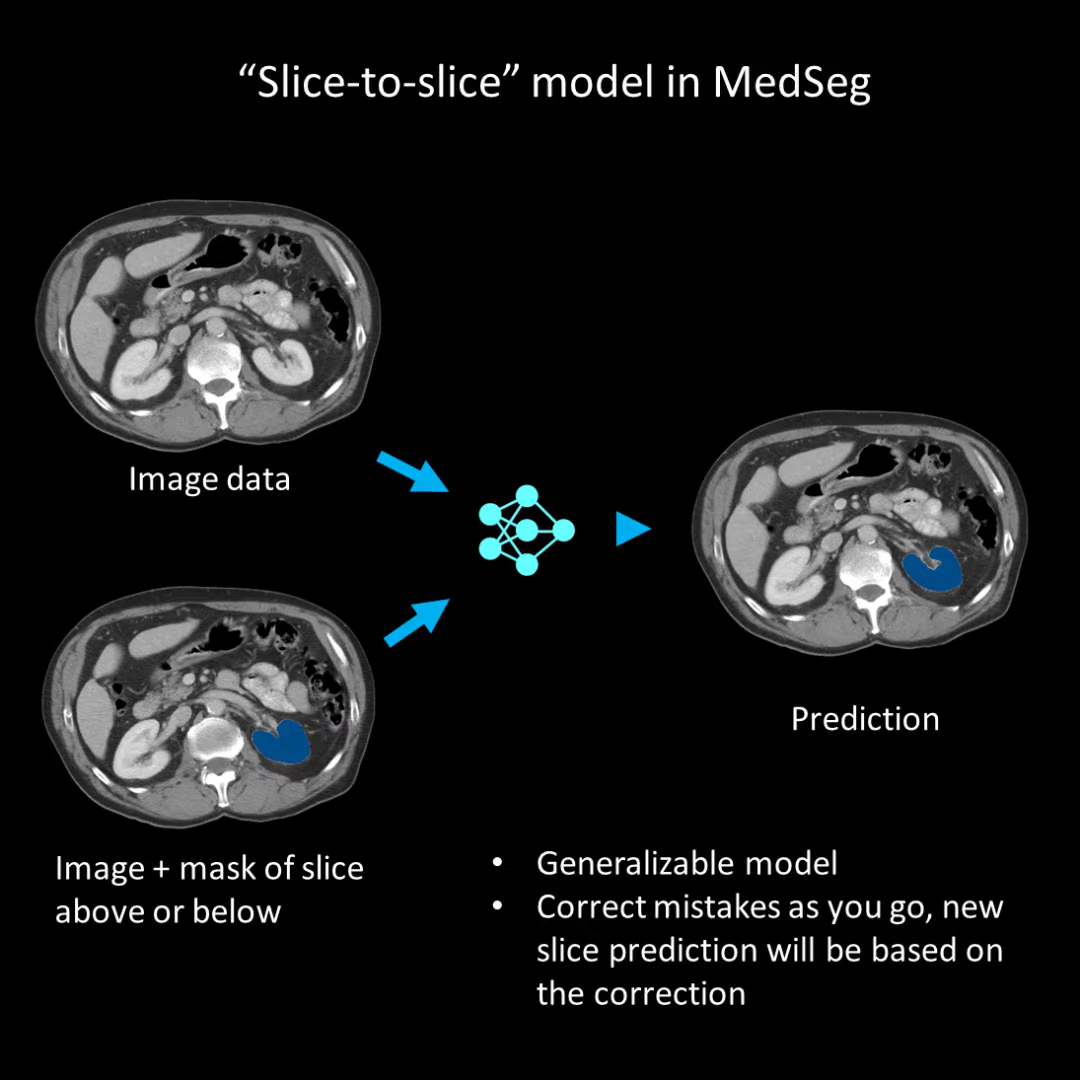 “Slice-to-slice” model in MedSeg
Image data
Image + mask of slice
above or below
Prediction
• Generalizable model
• Correct mistakes as you go, new
slice prediction will be based on
the correction